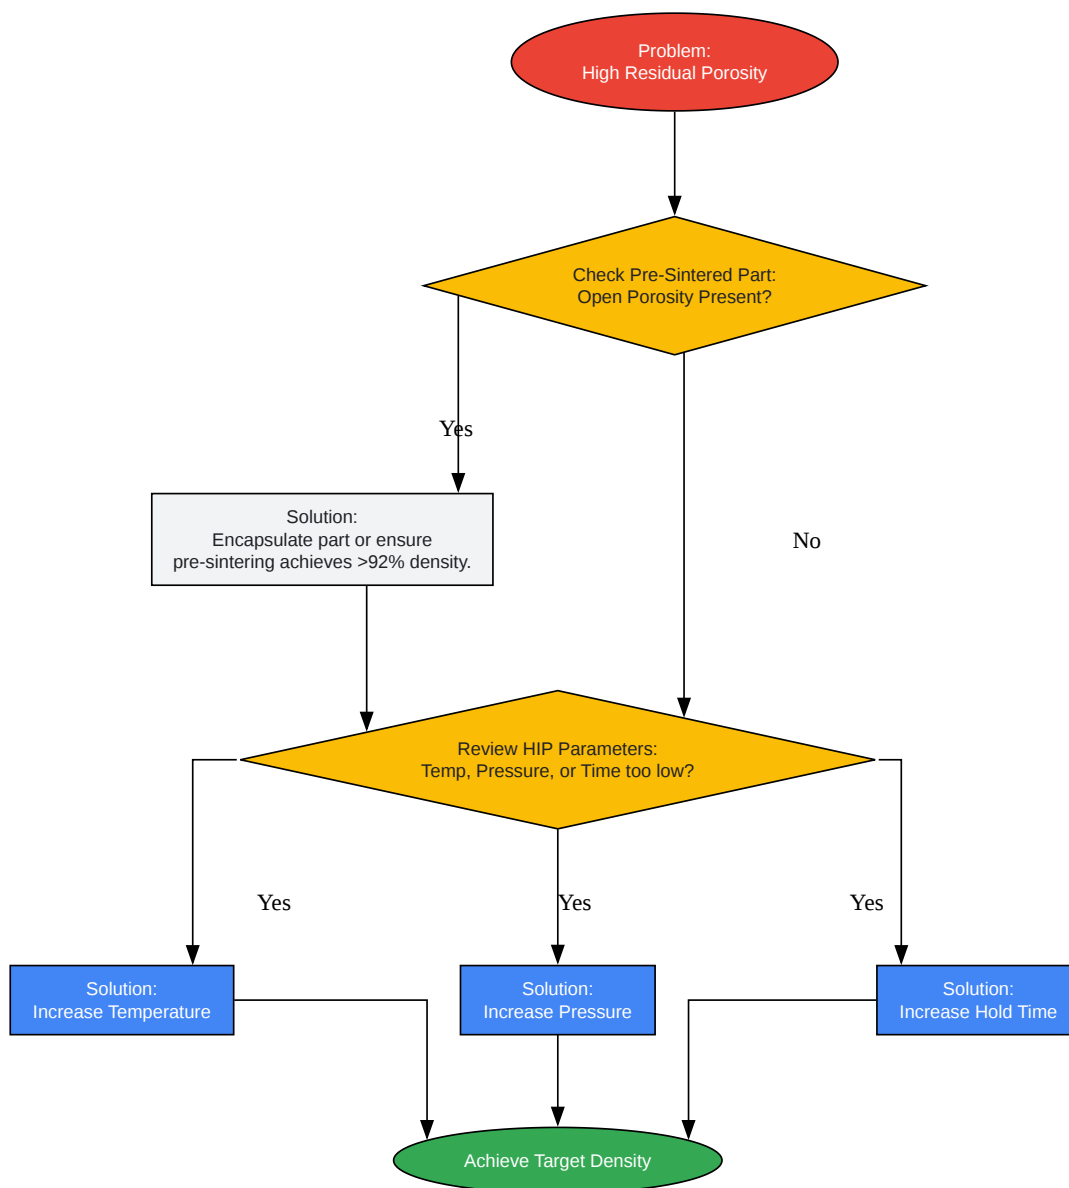 Problem:
High Residual Porosity
Check Pre-Sintered Part:
Open Porosity Present?
Yes
Solution:
Encapsulate part or ensure
pre-sintering achieves >92% density.
No
Review HIP Parameters:
Temp, Pressure, or Time too low?
Yes
Yes
Yes
Solution:
Increase Temperature
Solution:
Increase Pressure
Solution:
Increase Hold Time
Achieve Target Density